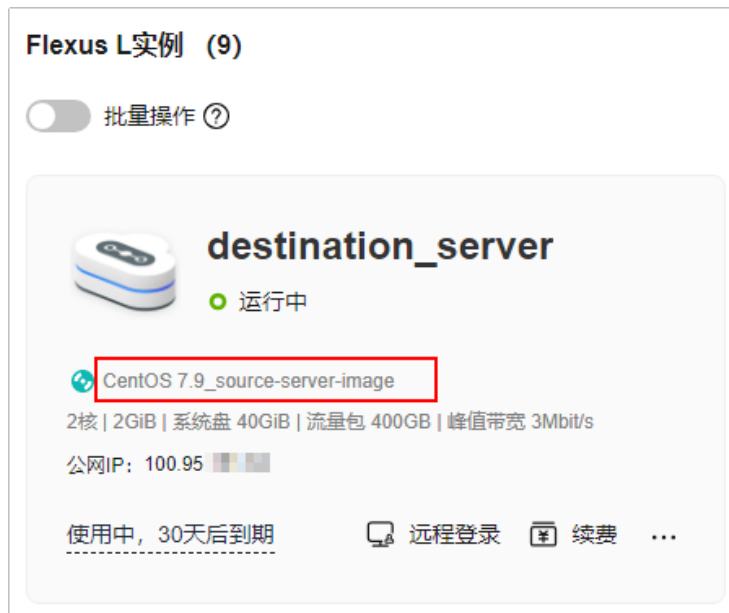 Flexus L实例 (9)
批量操作 ?
destination_server
运行中
CentOS 7.9_source-server-image
2核 | 2GiB | 系统盘 40GiB | 流量包 400GB | 峰值带宽 3Mbit/s
公网IP: 100.95
使用中, 30天后到期 远程登录 续费 ...